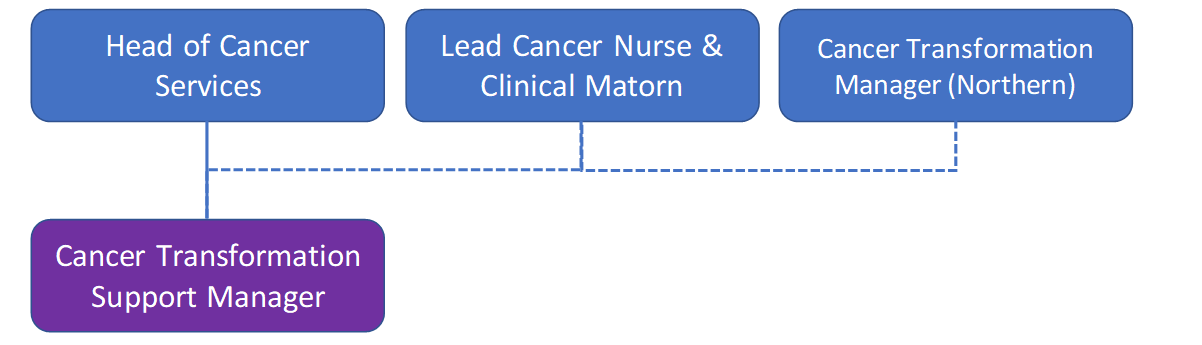 Head of Cancer
Services
Lead Cancer Nurse &
Clinical Matorn
Cancer Transformation
Manager (Northern)
Cancer Transformation
Support Manager